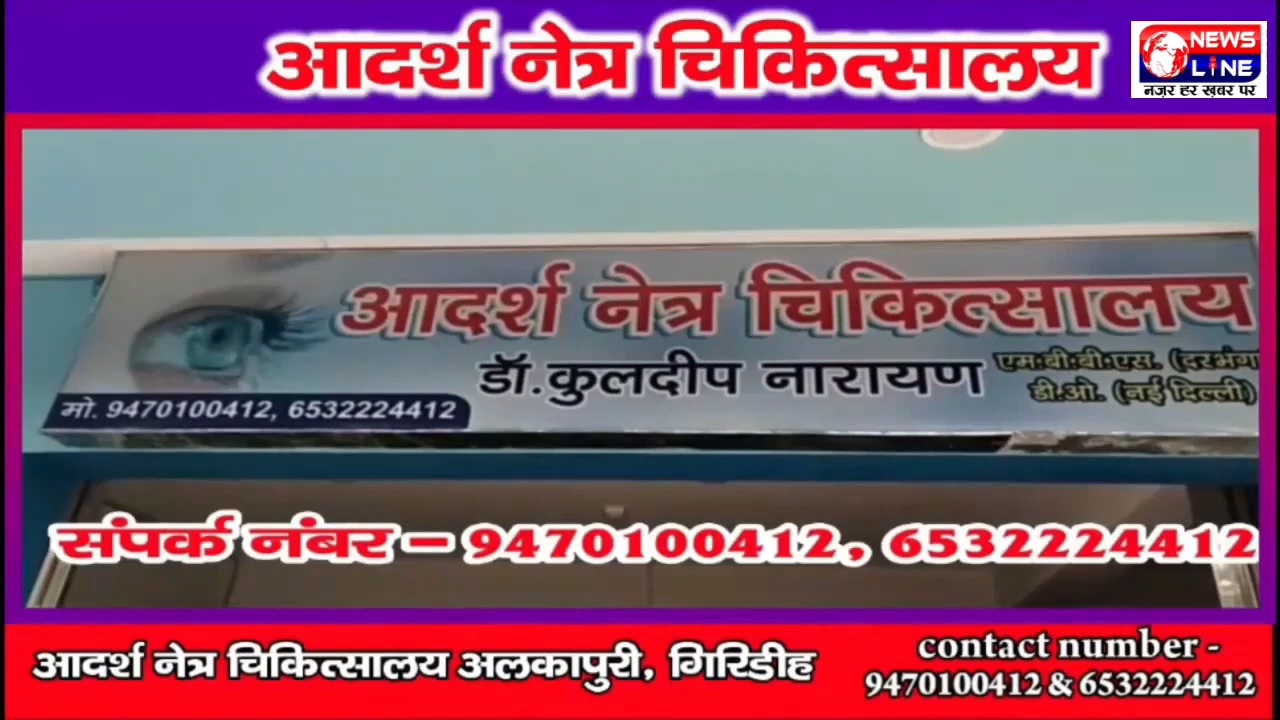 आदर्श नेत्र चिकित्सालय
NEWS
LINE
नज़र हर ख़बर पर
आदर्श नेत्र चिकित्सालय
डॉ.कुलदीप नारायण
एम.बी.बी.एस. (दरभंग
डी.ओ. (नई दिल्ली)
मो. 9470100412, 6532224412
संपर्क नंबर – 9470100412, 6532224412
आदर्श नेत्र चिकित्सालय अलकापुरी, गिरिडीह
contact number -
9470100412 & 6532224412